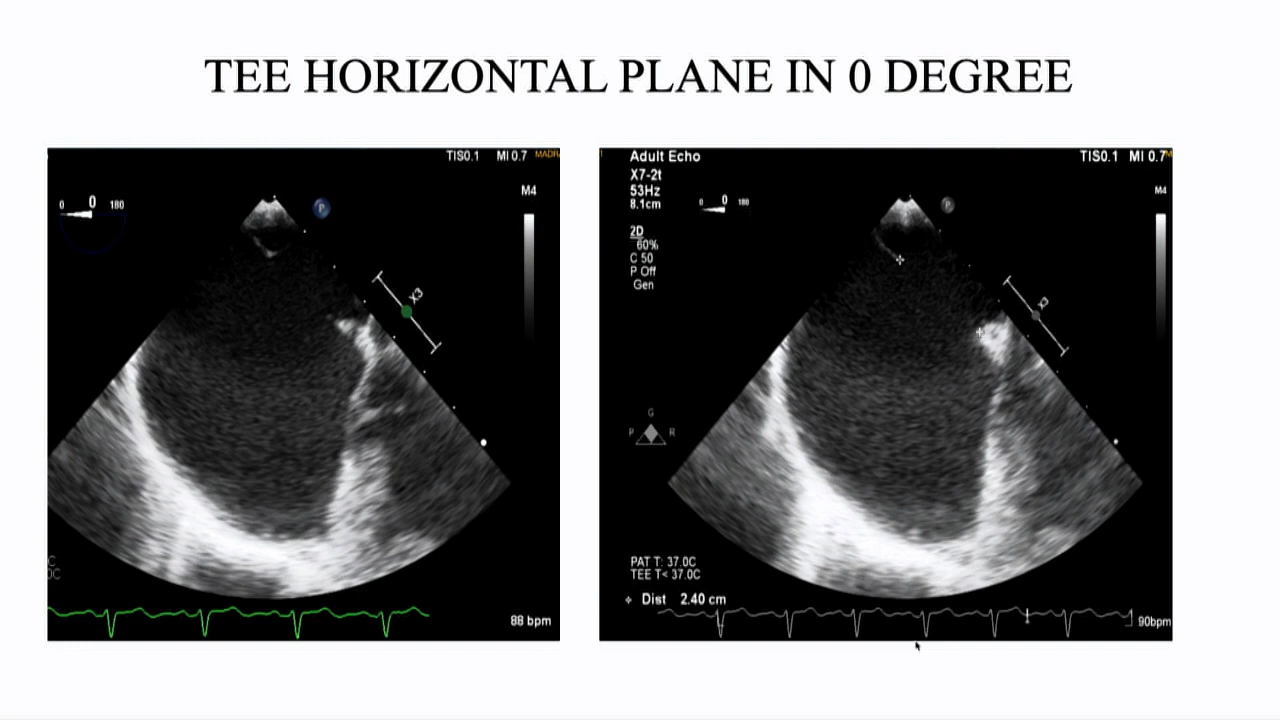 TEE HORIZONTAL PLANE IN 0 DEGREE
TIS0.1 MI 0.7
M4
0 0 180
P
X3
88 bpm
Adult Echo
TIS0.1 MI 0.7
X7-2t
M4
53Hz
8.1cm
0 0 180
P
2D
60%
C 50
P Off
Gen
X3
G
P R
PAT T: 37.0C
TEE T< 37.0C
Dist 2.40 cm
90bpm